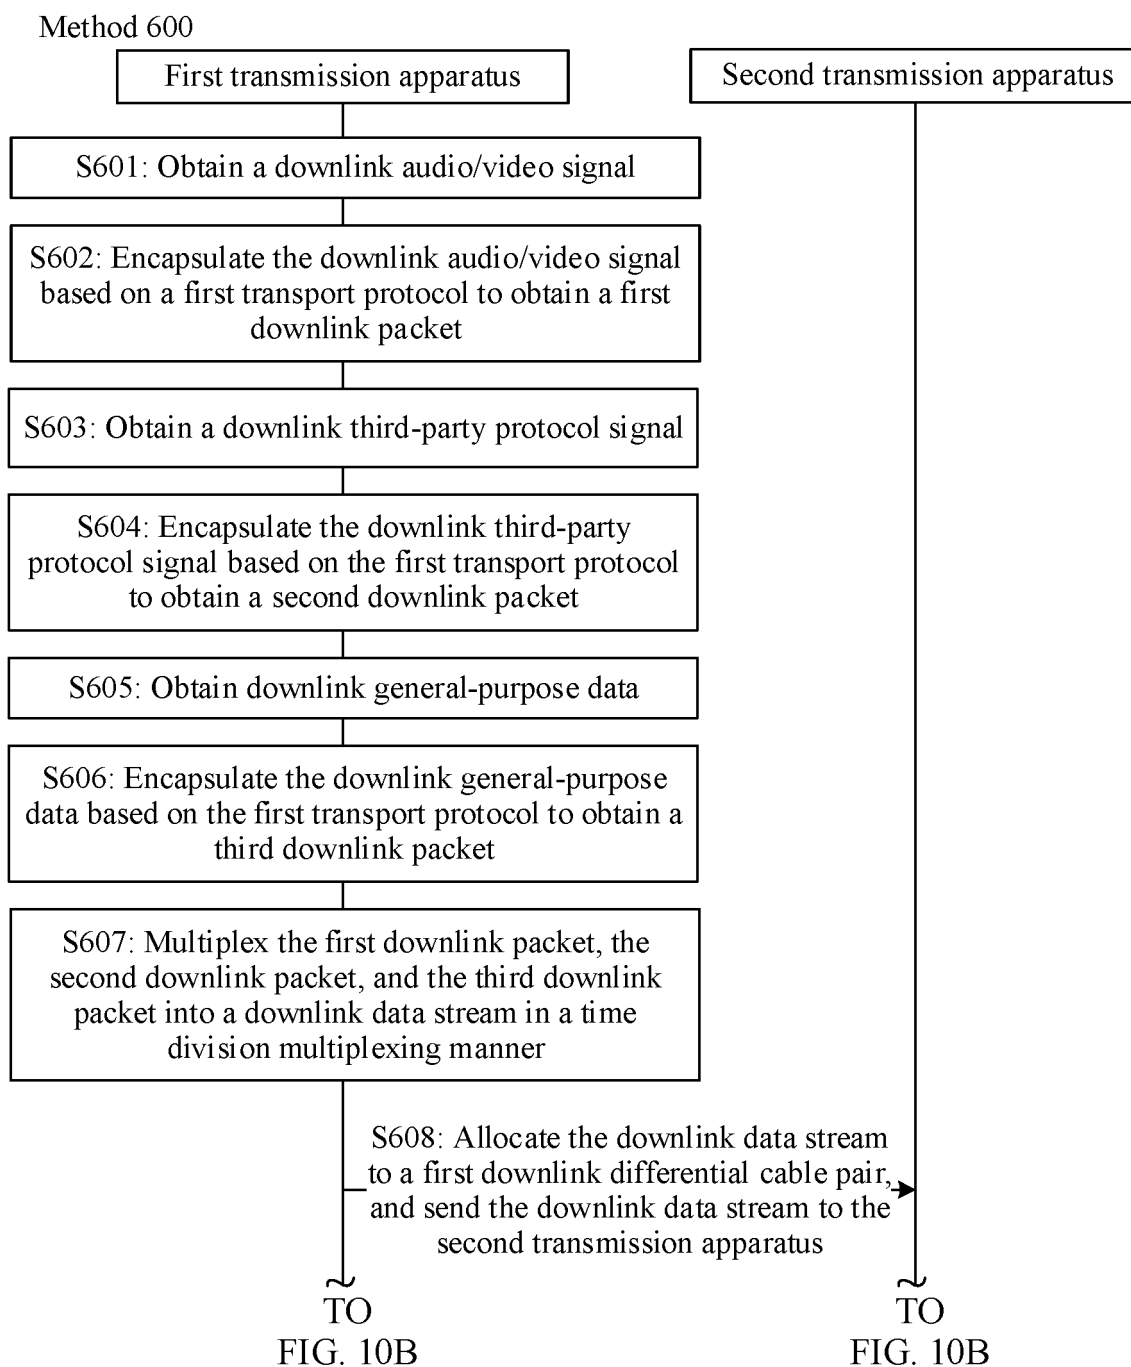 Method 600
First transmission apparatus
Second transmission apparatus
S601: Obtain a downlink audio/video signal
S602: Encapsulate the downlink audio/video signal
based on a first transport protocol to obtain a first
downlink packet
S603: Obtain a downlink third-party protocol signal
S604: Encapsulate the downlink third-party
protocol signal based on the first transport protocol
to obtain a second downlink packet
S605: Obtain downlink general-purpose data
S606: Encapsulate the downlink general-purpose
data based on the first transport protocol to obtain a
third downlink packet
S607: Multiplex the first downlink packet, the
second downlink packet, and the third downlink
packet into a downlink data stream in a time
division multiplexing manner
S608: Allocate the downlink data stream
to a first downlink differential cable pair,
and send the downlink data stream to the
second transmission apparatus
TO
FIG. 10B
TO
FIG. 10B